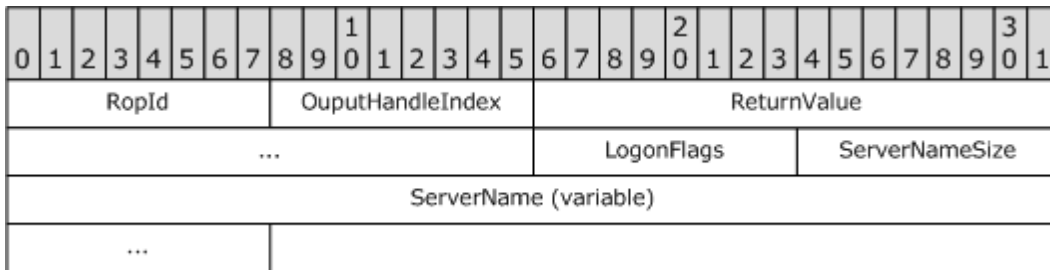 1 2 3
0 1 2 3 4 5 6 7 8 9 0 1 2 3 4 5 6 7 8 9 0 1 2 3 4 5 6 7 8 9 0 1
RopId OuputHandleIndex ReturnValue
... LogonFlags ServerNameSize
ServerName (variable)
...